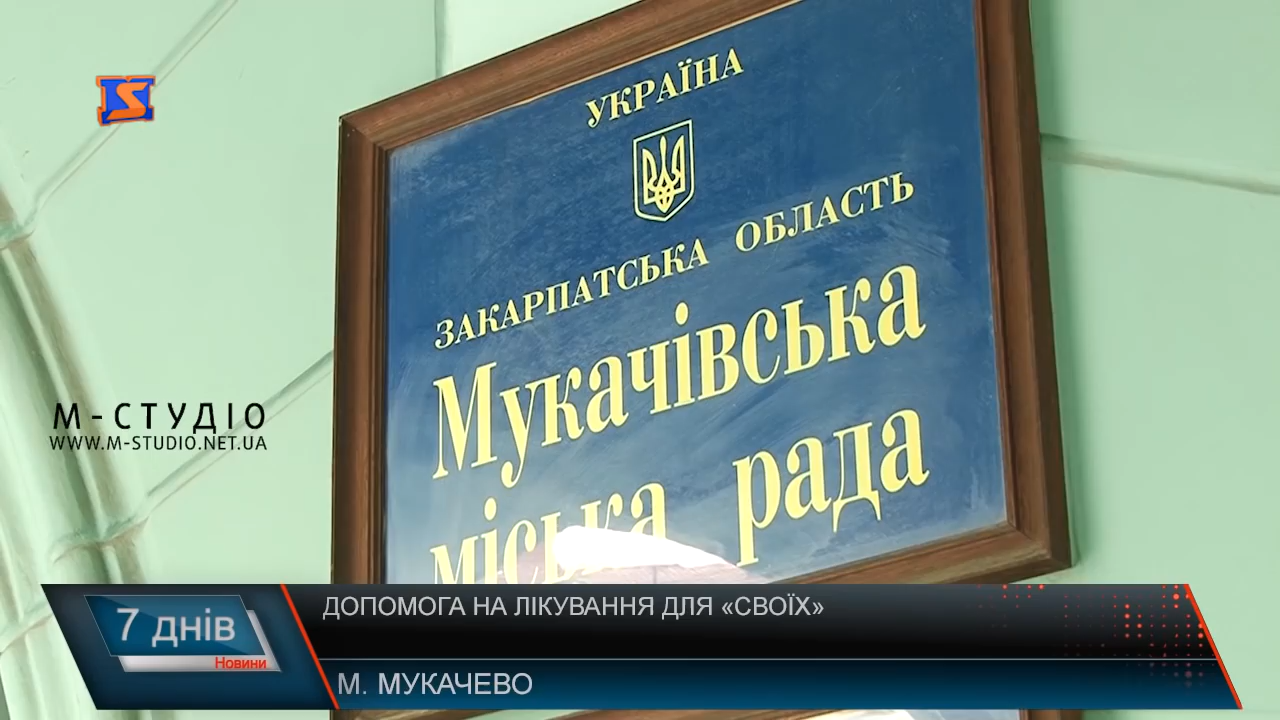 УКРАЇНА
ЗАКАРПАТСЬКА ОБЛАСТЬ
Мукачівська
міська рада
М-СТУДІО
WWW.M-STUDIO.NET.UA
7 днів
Новини
ДОПОМОГА НА ЛІКУВАННЯ ДЛЯ «СВОЇХ»
М. МУКАЧЕВО